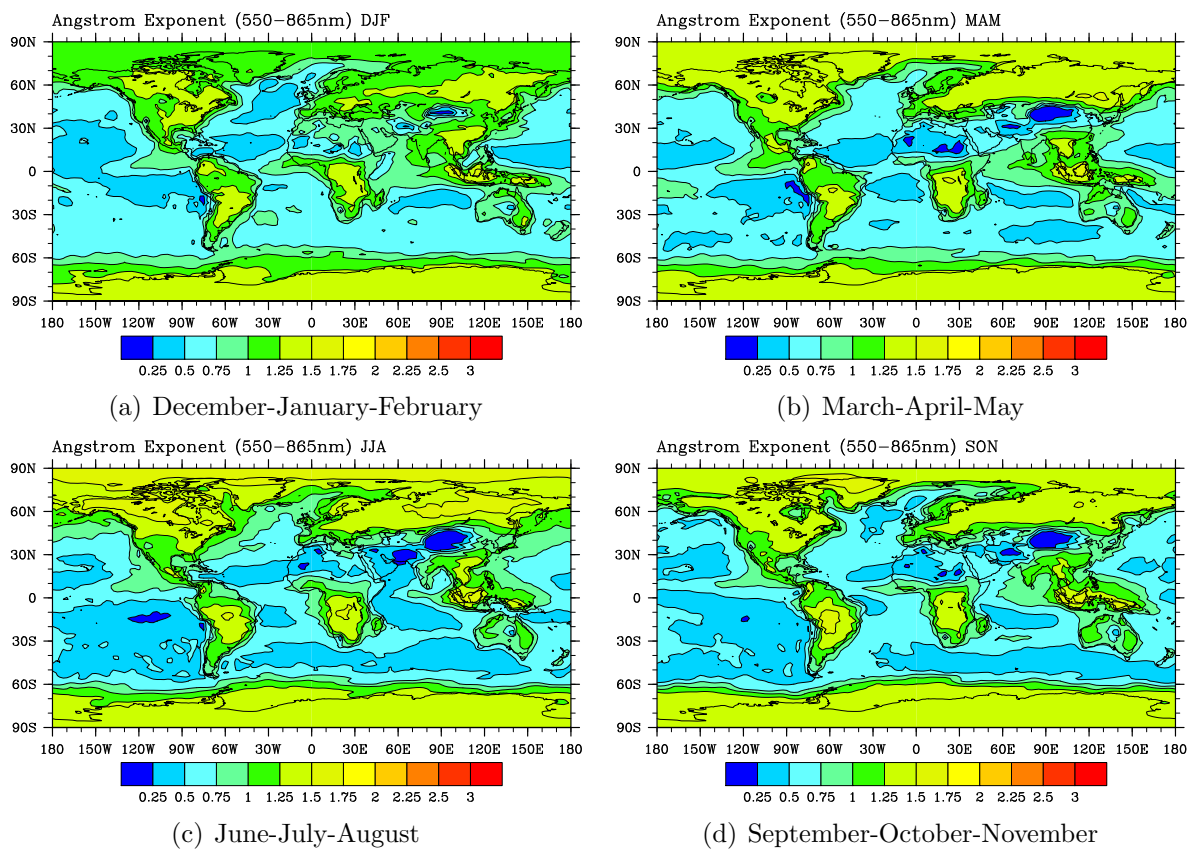 Angstrom Exponent (550-865nm) DJF
90N
60N
30N
0
30S
60S
90S
180 150W 120W 90W 60W 30W 0 30E 60E 90E 120E 150E 180
0.25 0.5 0.75 1 1.25 1.5 1.75 2 2.25 2.5 3
(a) December-January-February
Angstrom Exponent (550-865nm) MAM
90N
60N
30N
0
30S
60S
90S
180 150W 120W 90W 60W 30W 0 30E 60E 90E 120E 150E 180
0.25 0.5 0.75 1 1.25 1.5 1.75 2 2.25 2.5 3
(b) March-April-May
Angstrom Exponent (550-865nm) JJA
90N
60N
30N
0
30S
60S
90S
180 150W 120W 90W 60W 30W 0 30E 60E 90E 120E 150E 180
0.25 0.5 0.75 1 1.25 1.5 1.75 2 2.25 2.5 3
(c) June-July-August
Angstrom Exponent (550-865nm) SON
90N
60N
30N
0
30S
60S
90S
180 150W 120W 90W 60W 30W 0 30E 60E 90E 120E 150E 180
0.25 0.5 0.75 1 1.25 1.5 1.75 2 2.25 2.5 3
(d) September-October-November